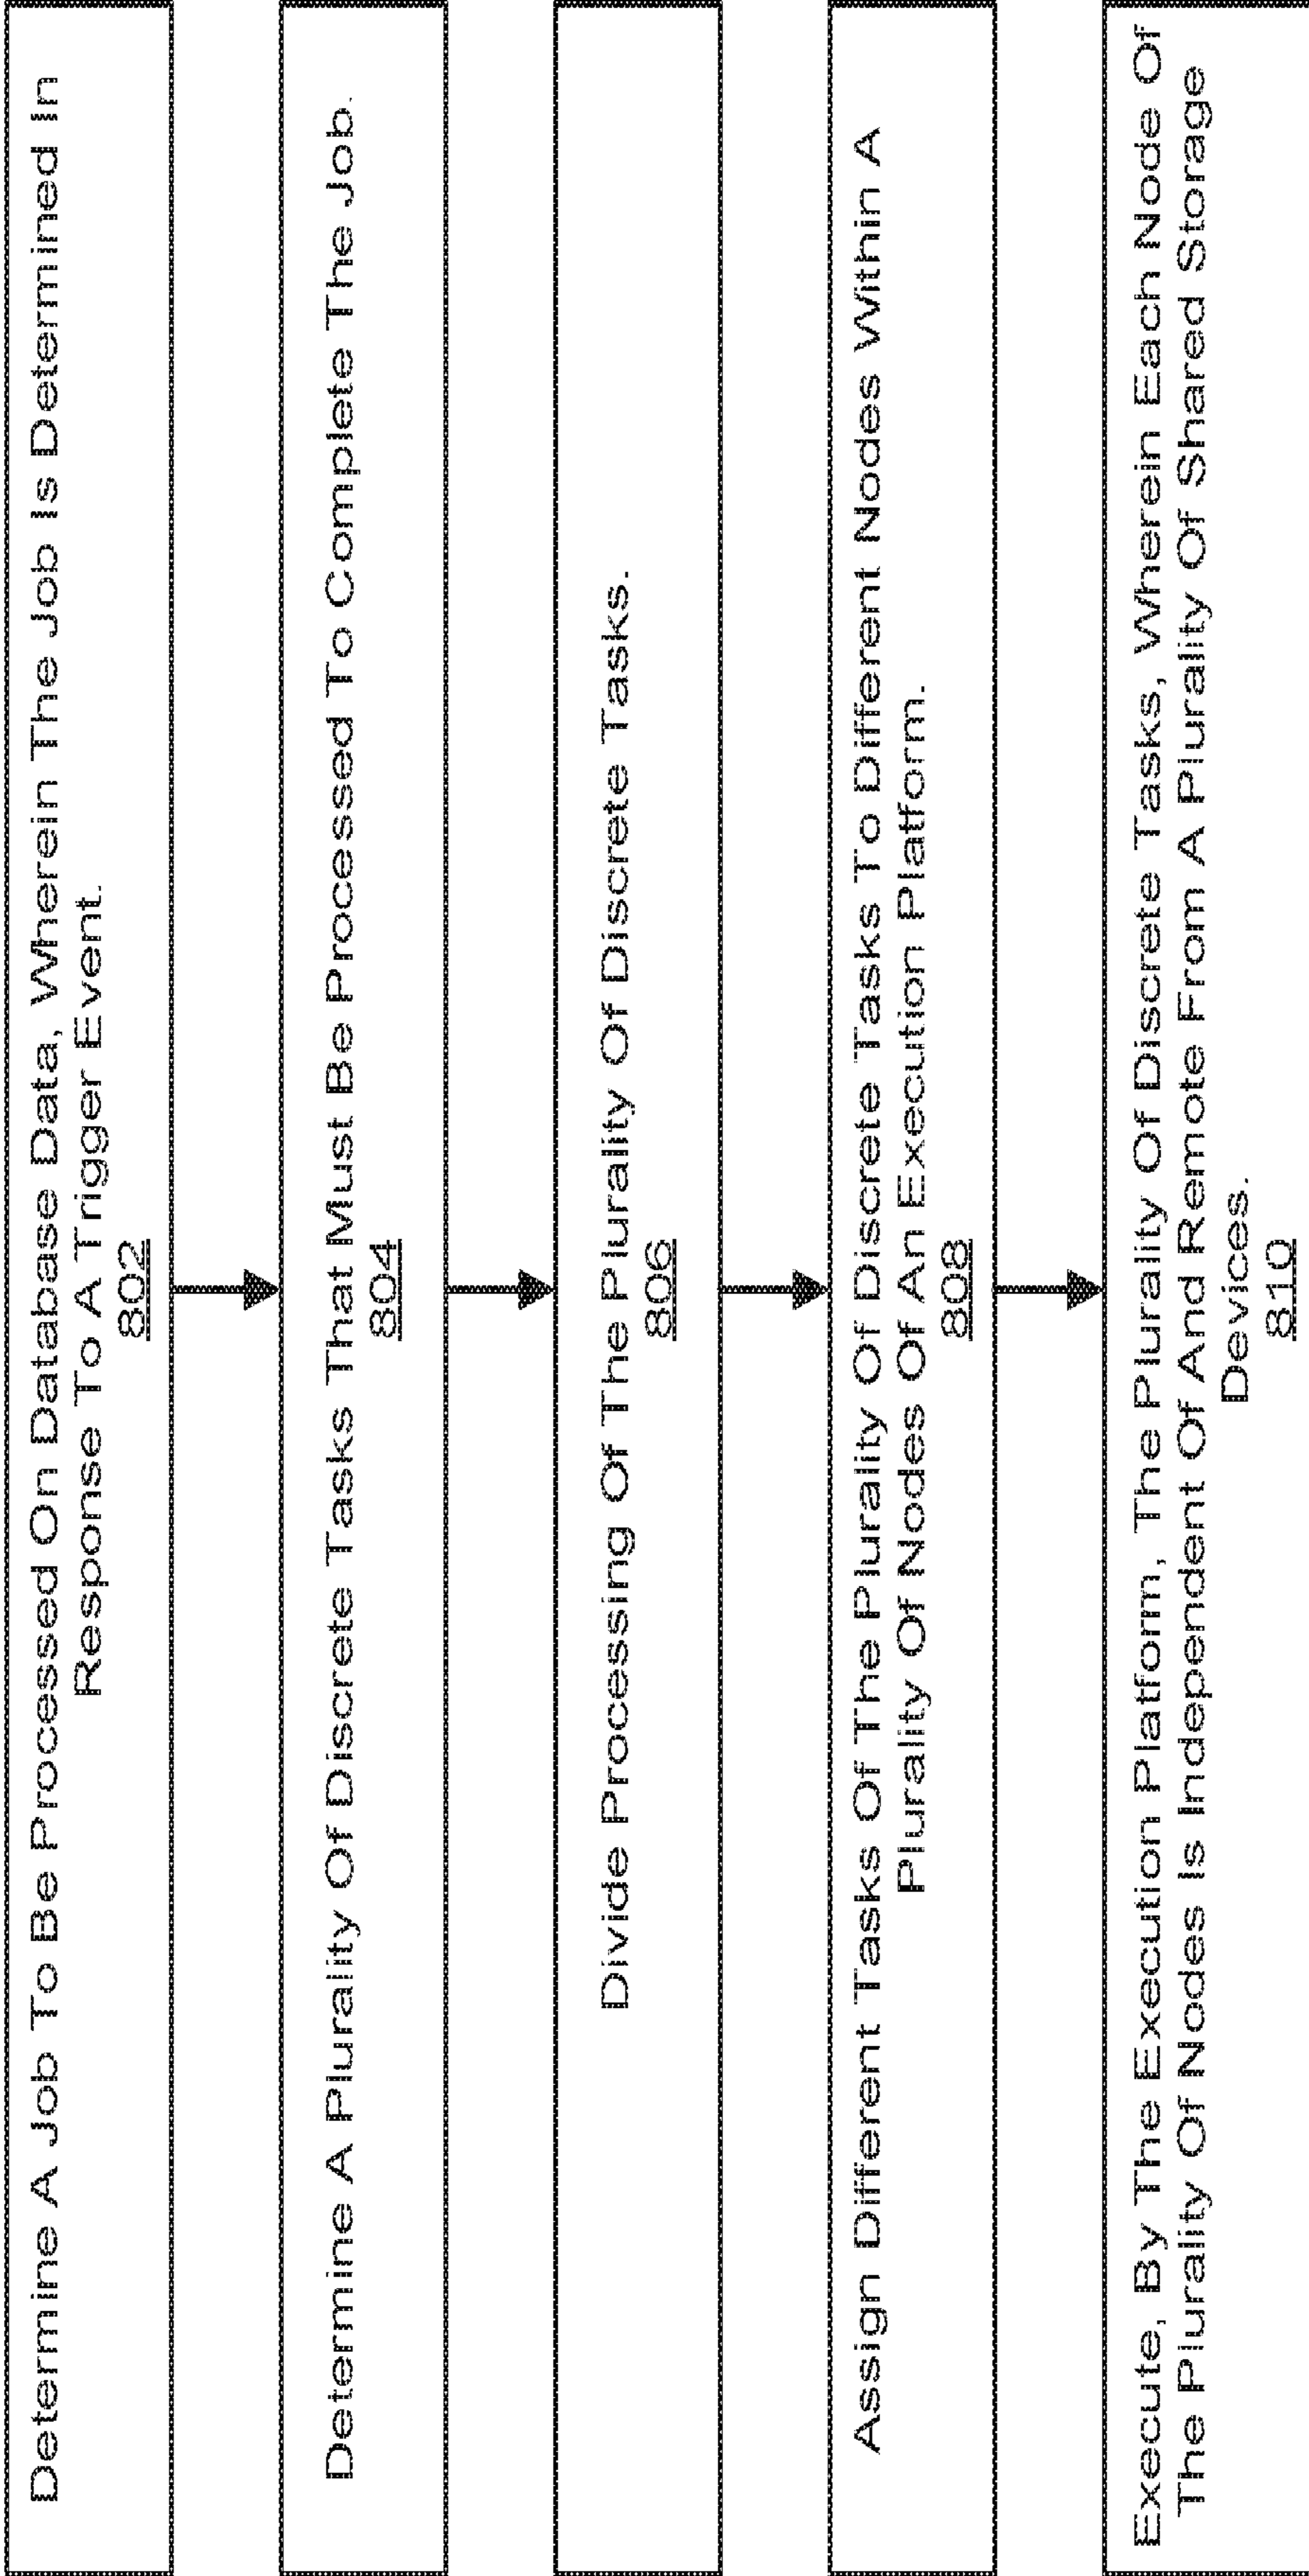 Determine A Job To Be Processed On Database Data, Wherein The Job Is Determined In
Response To A Trigger Event.
802
Determine A Plurality Of Discrete Tasks That Must Be Processed To Complete The Job.
804
Divide Processing Of The Plurality Of Discrete Tasks.
806
Assign Different Tasks Of The Plurality Of Discrete Tasks To Different Nodes Within A
Plurality Of Nodes Of An Execution Platform.
808
Execute, By The Execution Platform, The Plurality Of Discrete Tasks, Wherein Each Node Of
The Plurality Of Nodes Is Independent Of And Remote From A Plurality Of Shared Storage
Devices.
810